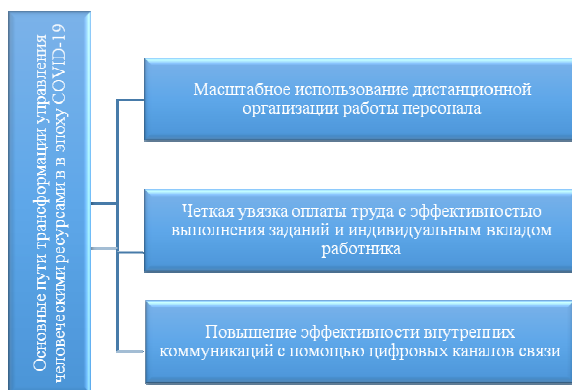 Основные пути трансформации управления
человеческими ресурсами в эпоху COVID-19
Масштабное использование дистанционной
организации работы персонала
Четкая увязка оплаты труда с эффективностью
выполнения заданий и индивидуальным вкладом
работника
Повышение эффективности внутренних
коммуникаций с помощью цифровых каналов связи